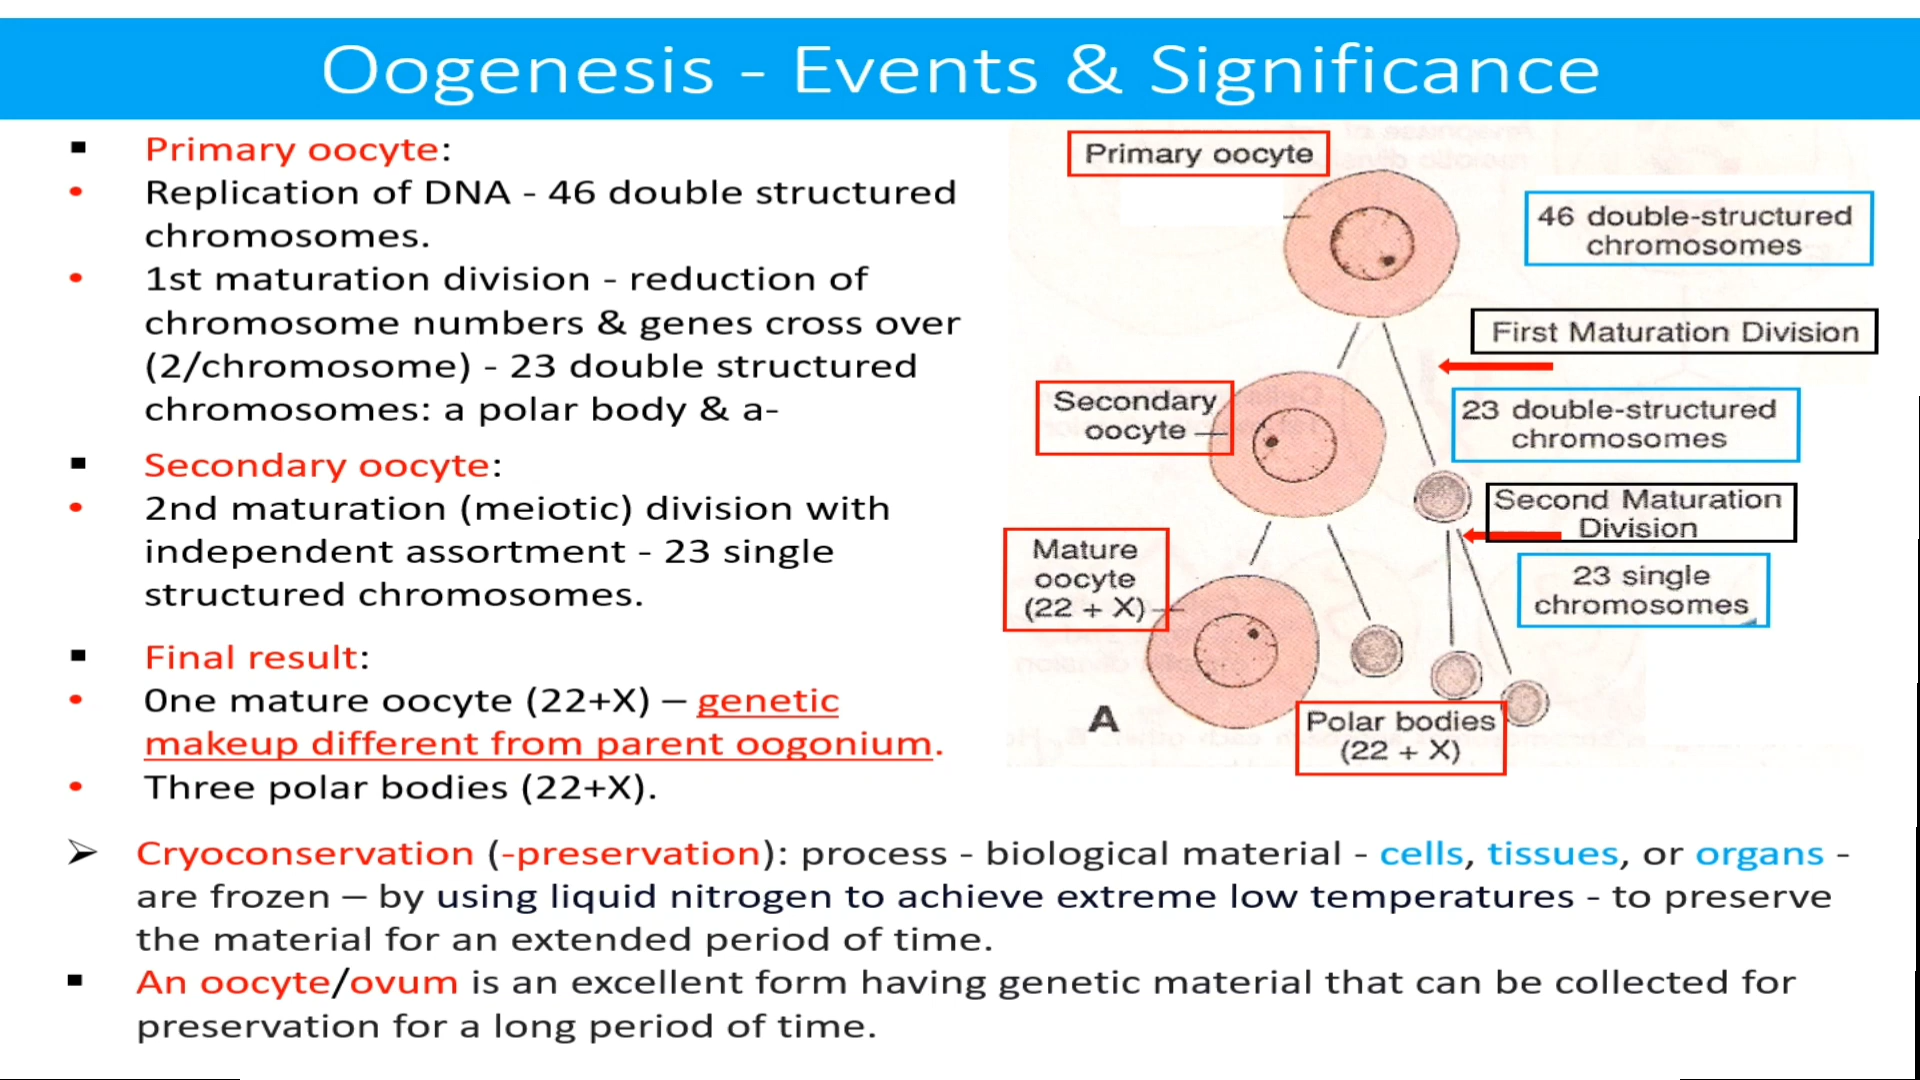 Oogenesis - Events & Significance
▪ Primary oocyte:
• Replication of DNA - 46 double structured
chromosomes.
• 1st maturation division - reduction of
chromosome numbers & genes cross over
(2/chromosome) - 23 double structured
chromosomes: a polar body & a-
▪ Secondary oocyte:
• 2nd maturation (meiotic) division with
independent assortment - 23 single
structured chromosomes.
▪ Final result:
• 0ne mature oocyte (22+X) – genetic
makeup different from parent oogonium.
• Three polar bodies (22+X).
Primary oocyte
46 double-structured
chromosomes
First Maturation Division
Secondary
oocyte
23 double-structured
chromosomes
Second Maturation
Division
Mature
oocyte
(22 + X)
23 single
chromosomes
A
Polar bodies
(22 + X)
➢ Cryoconservation (-preservation): process - biological material - cells, tissues, or organs -
are frozen – by using liquid nitrogen to achieve extreme low temperatures - to preserve
the material for an extended period of time.
▪ An oocyte/ovum is an excellent form having genetic material that can be collected for
preservation for a long period of time.